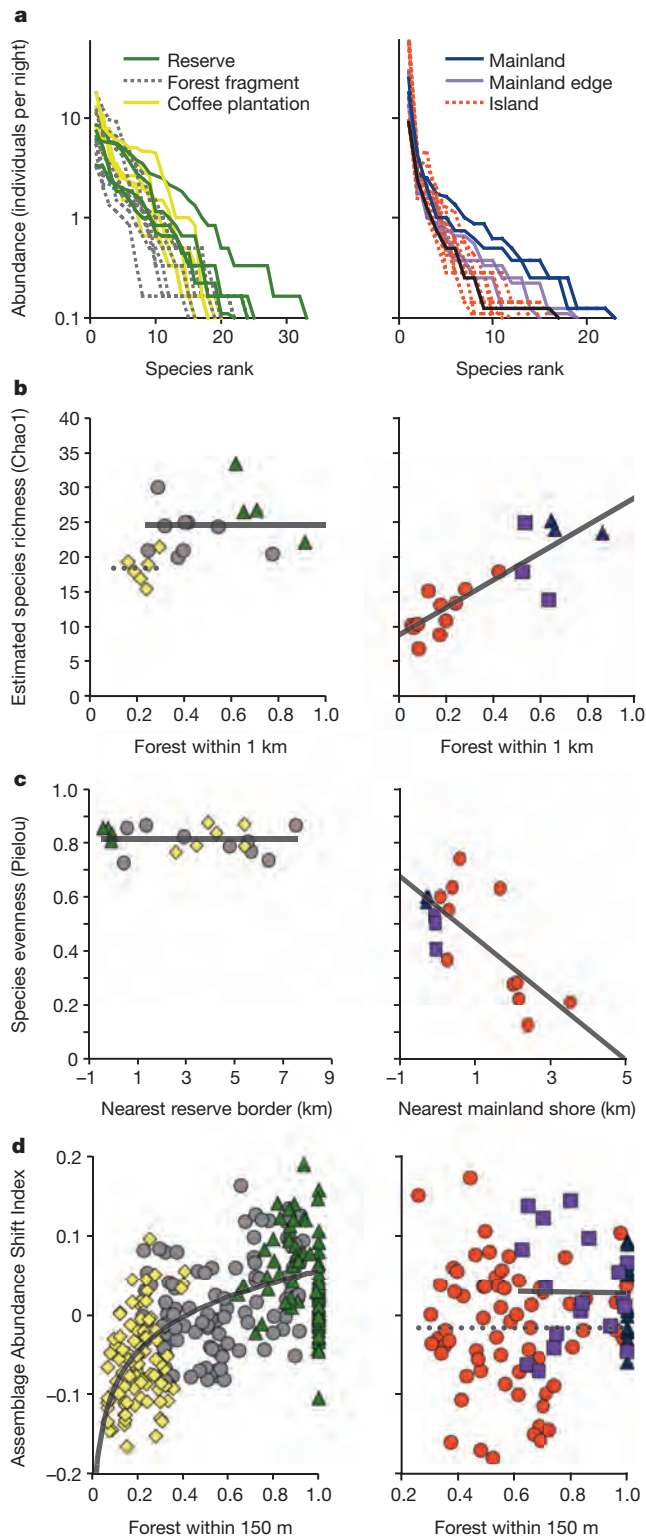 a
Reserve
Forest fragment
Coffee plantation
Mainland
Mainland edge
Island
Abundance (individuals per night)
10
1
0.1
0 10 20 30
0 10 20
Species rank
Species rank
b
Estimated species richness (Chao1)
40
35
30
25
20
15
10
5
0
0 0.2 0.4 0.6 0.8 1.0
0 0.2 0.4 0.6 0.8 1.0
Forest within 1 km
Forest within 1 km
c
Species evenness (Pielou)
1.0
0.8
0.6
0.4
0.2
0
−1 1 3 5 7 9
−1 1 3 5
Nearest reserve border (km)
Nearest mainland shore (km)
d
Assemblage Abundance Shift Index
0.2
0.1
0
−0.1
−0.2
0 0.2 0.4 0.6 0.8 1.0
0.2 0.4 0.6 0.8 1.0
Forest within 150 m
Forest within 150 m